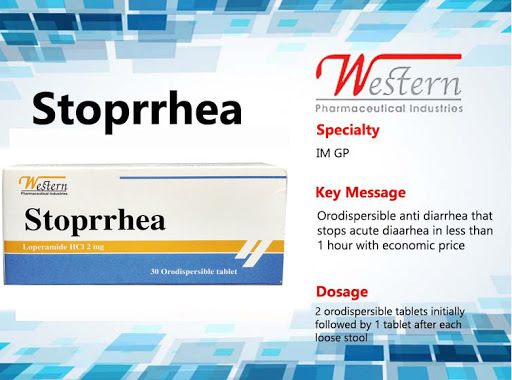 Stoprrhea
Western
Pharmaceutical Industries
Specialty
IM GP
Key Message
Orodispersible anti diarrhea that
stops acute diaarhea in less than
1 hour with economic price
Dosage
2 orodispersible tablets initially
followed by 1 tablet after each
loose stool
Western
Pharmaceutical Industries
Stoprrhea
Loperamide HCl 2 mg
30 Orodispersible tablet